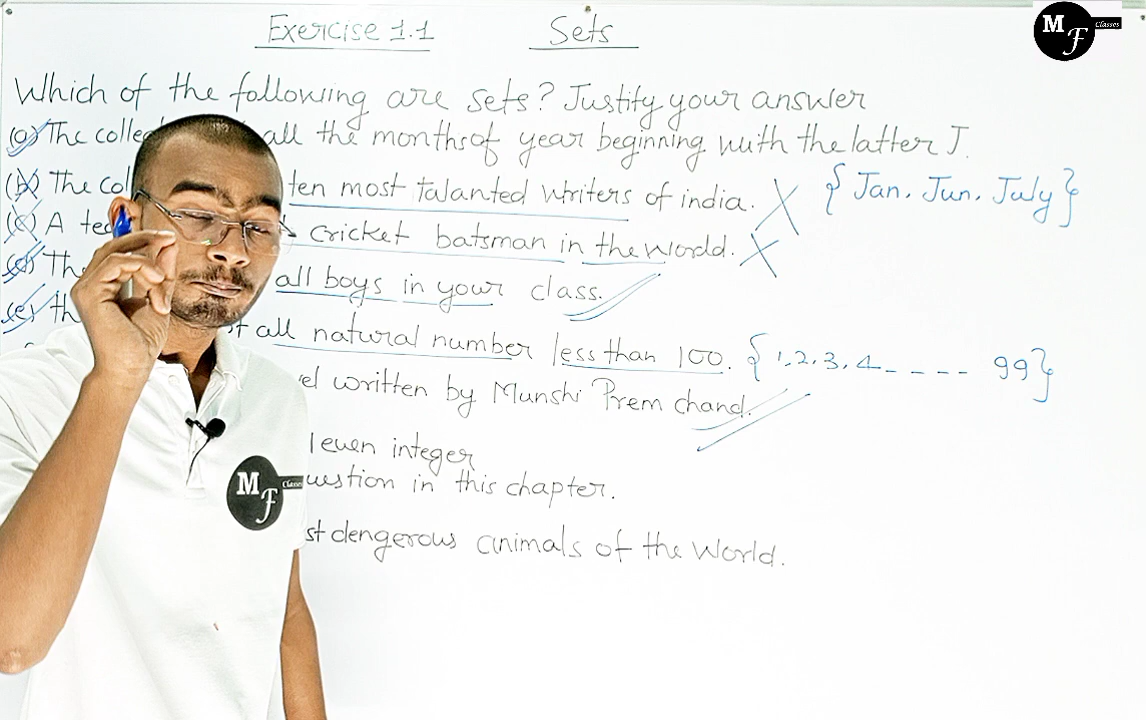 Exercise 1.1 Sets
M F Classes
Which of the following are sets? Justify your answer
(a) The colle all the months of year beginning with the latter J.
(b) The col ten most talanted writers of india. { Jan. Jun. July }
(c) A tea cricket batsman in the world.
(d) The all boys in your class.
(e) th all natural number less than 100. { 1, 2, 3, 4 _ _ _ _ 99 }
el written by Munshi Prem chand.
l even integer
uestion in this chapter.
M F Classes
st dengerous animals of the World.